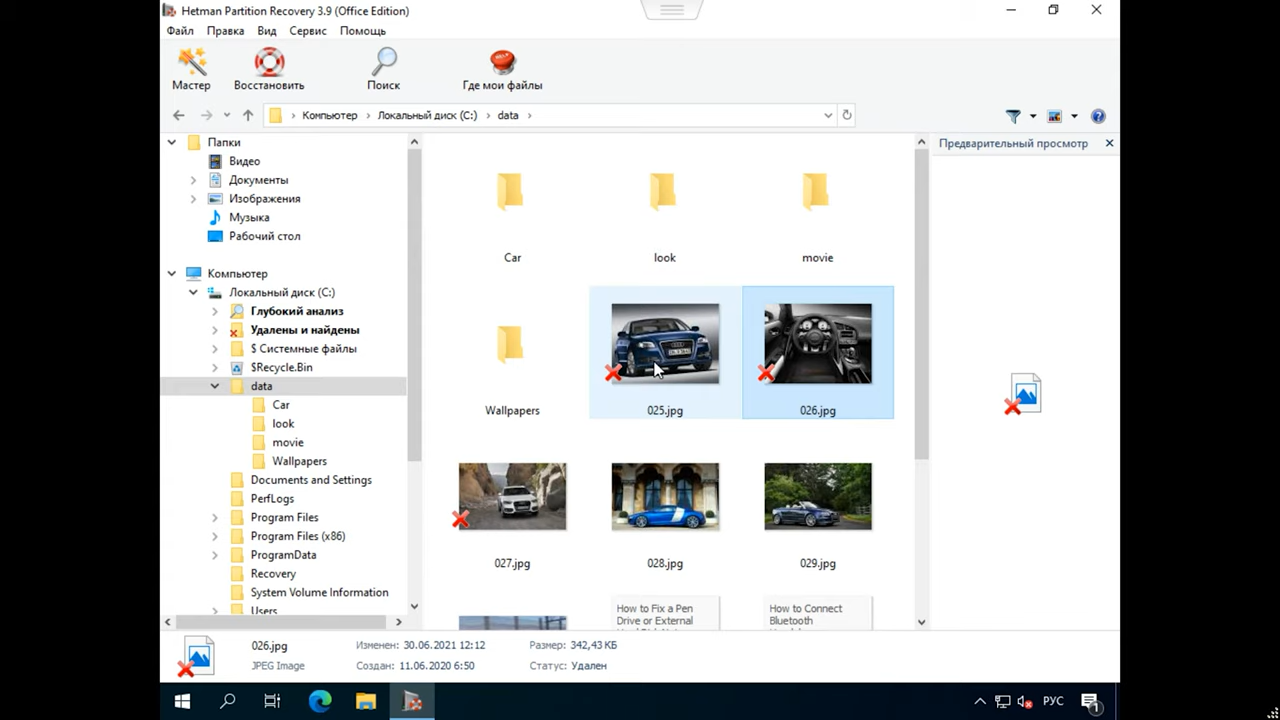 Hetman Partition Recovery 3.9 (Office Edition)
Файл Правка Вид Сервис Помощь
Мастер Восстановить Поиск Где мои файлы
HELP
Компьютер Локальный диск (C:) data
Папки
Видео
Документы
Изображения
Музыка
Рабочий стол
Компьютер
Локальный диск (C:)
Глубокий анализ
Удалены и найдены
$ Системные файлы
$Recycle.Bin
data
Car
look
movie
Wallpapers
Documents and Settings
PerfLogs
Program Files
Program Files (x86)
ProgramData
Recovery
System Volume Information
Users
Car look movie
Wallpapers 025.jpg 026.jpg
027.jpg 028.jpg 029.jpg
How to Fix a Pen
Drive or External
How to Connect
Bluetooth
Предварительный просмотр
026.jpg
JPEG Image
Изменен: 30.06.2021 12:12
Создан: 11.06.2020 6:50
Размер: 342,43 КБ
Статус: Удален
РУС
1